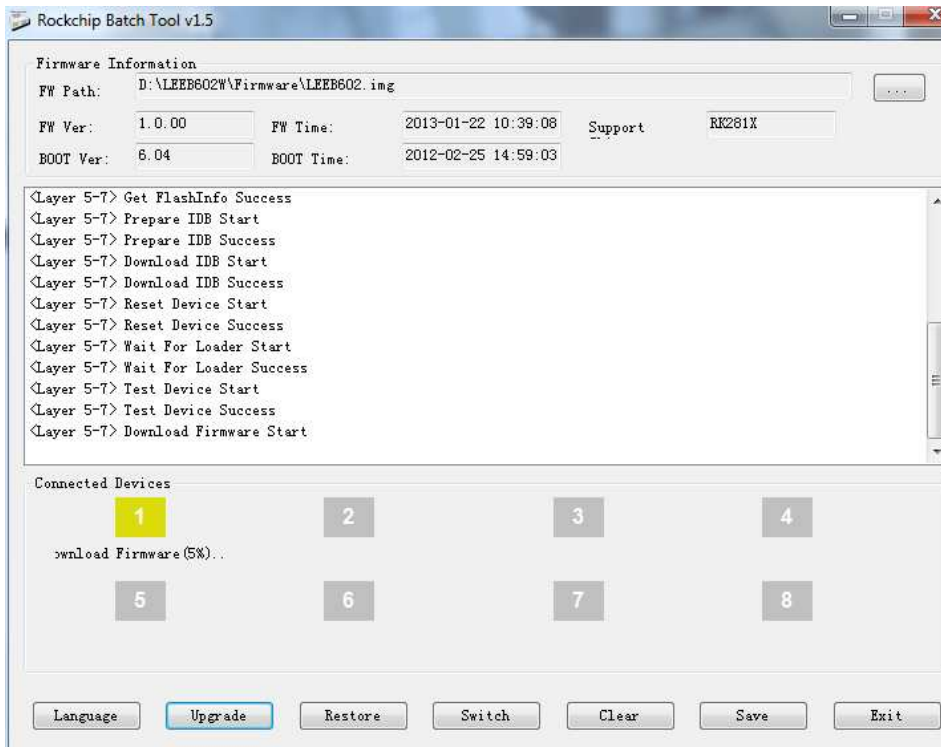 Rockchip Batch Tool v1.5
Firmware Information
FW Path: D:\LEEB602W\Firmware\LEEB602.img ...
FW Ver: 1.0.00 FW Time: 2013-01-22 10:39:08 Support RK281X
BOOT Ver: 6.04 BOOT Time: 2012-02-25 14:59:03
<Layer 5-7> Get FlashInfo Success
<Layer 5-7> Prepare IDB Start
<Layer 5-7> Prepare IDB Success
<Layer 5-7> Download IDB Start
<Layer 5-7> Download IDB Success
<Layer 5-7> Reset Device Start
<Layer 5-7> Reset Device Success
<Layer 5-7> Wait For Loader Start
<Layer 5-7> Wait For Loader Success
<Layer 5-7> Test Device Start
<Layer 5-7> Test Device Success
<Layer 5-7> Download Firmware Start
Connected Devices
1 2 3 4
ownload Firmware(5%)..
5 6 7 8
Language Upgrade Restore Switch Clear Save Exit